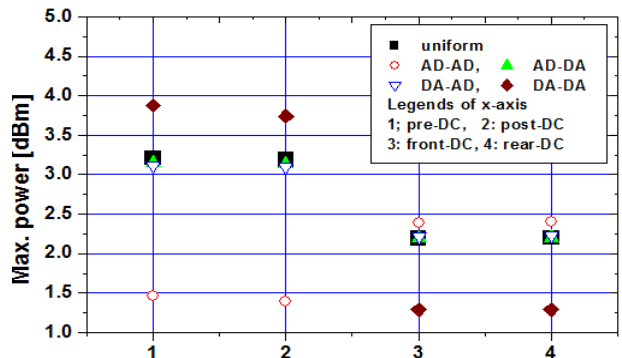 5.0
4.5
4.0
3.5
3.0
2.5
2.0
1.5
1.0
Max. power [dBm]
uniform
AD-AD, AD-DA
DA-AD, DA-DA
Legends of x-axis
1; pre-DC, 2: post-DC
3: front-DC, 4: rear-DC
1 2 3 4